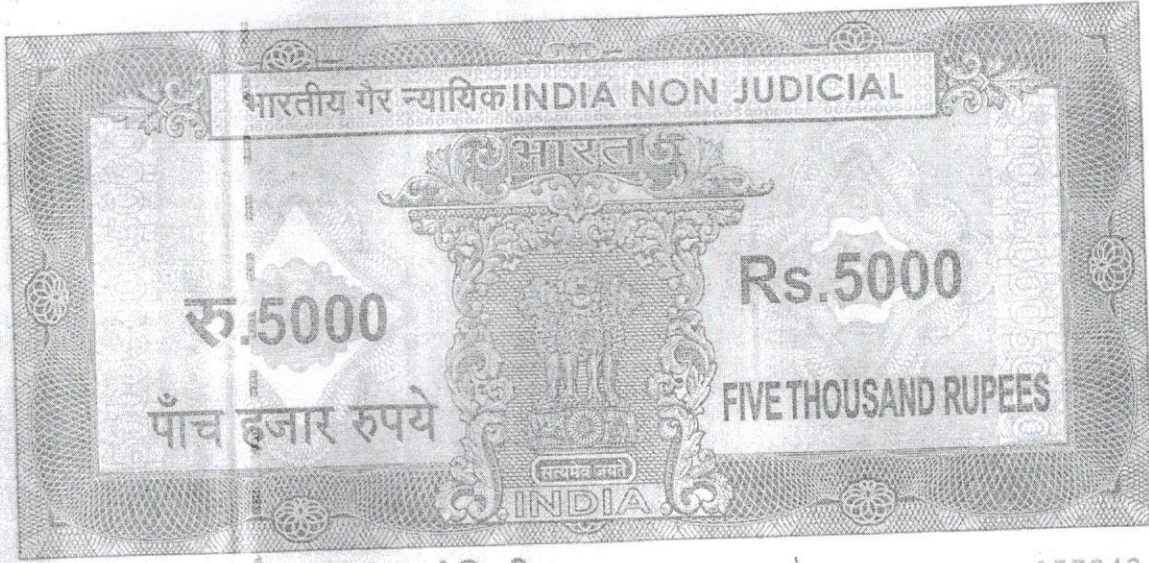 भारतीय गैर न्यायिक INDIA NON JUDICIAL
भारत
रु.5000
Rs.5000
पाँच हजार रुपये
FIVE THOUSAND RUPEES
सत्यमेव जयते
INDIA